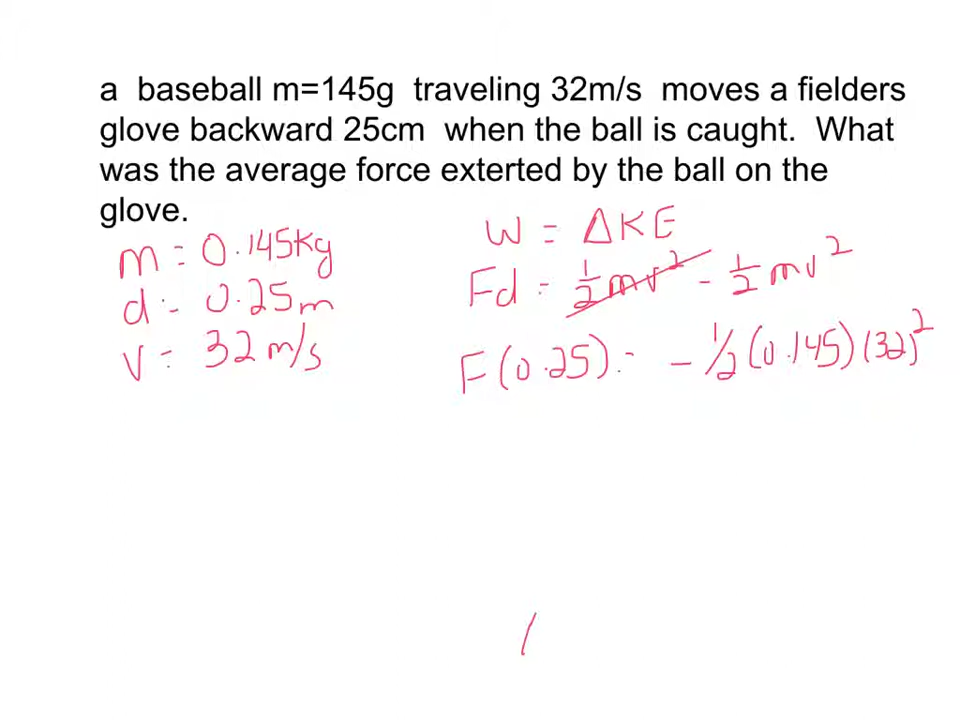 a baseball m=145g traveling 32m/s moves a fielders
glove backward 25cm when the ball is caught. What
was the average force exterted by the ball on the
glove.
m = 0.145Kg
d = 0.25m
v = 32 m/s
W = ΔKE
Fd = ½mv² - ½mv²
F(0.25) = - ½(0.145)(32)²